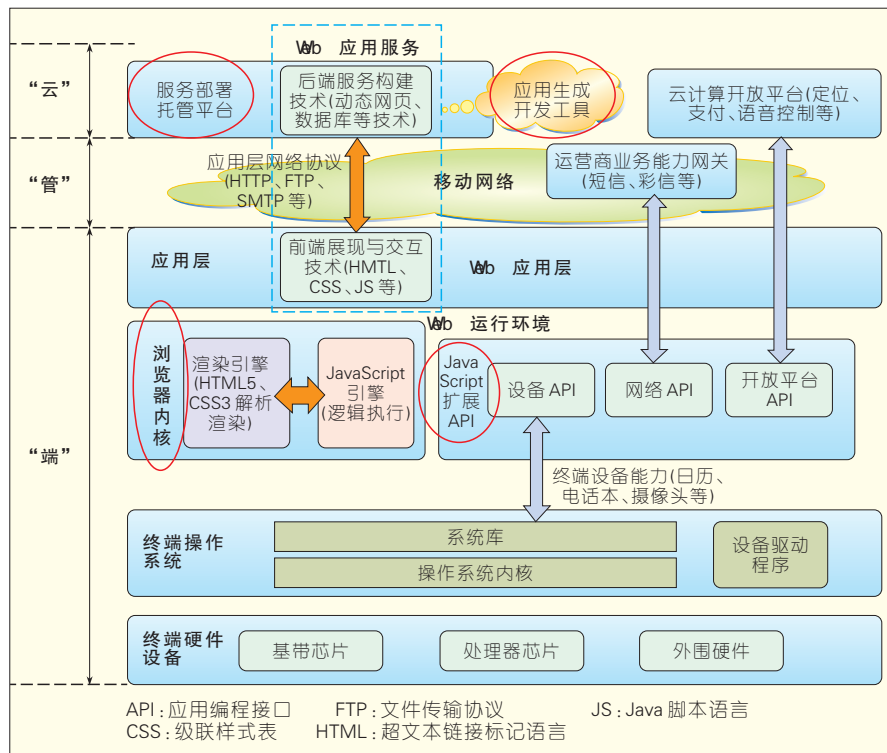 Web 应用服务
“云”
服务部署
托管平台
后端服务构建
技术(动态网页、
数据库等技术)
应用生成
开发工具
云计算开放平台(定位、
支付、语音控制等)
“管”
应用层网络协议
(HTTP、FTP、
SMTP 等)
移动网络
运营商业务能力网关
(短信、彩信等)
应用层
前端展现与交互
技术(HMTL、
CSS、JS 等)
Web 应用层
Web 运行环境
“端”
浏览器内核
渲染引擎
(HTML5、
CSS3 解析
渲染)
JavaScript
引擎
(逻辑执行)
Java
Script
扩展
API
设备 API
网络 API
开放平台
API
终端设备能力(日历、
电话本、摄像头等)
终端操作
系统
系统库
操作系统内核
设备驱动
程序
终端硬件
设备
基带芯片
处理器芯片
外围硬件
API:应用编程接口 FTP:文件传输协议 JS:Java 脚本语言
CSS:级联样式表 HTML:超文本链接标记语言